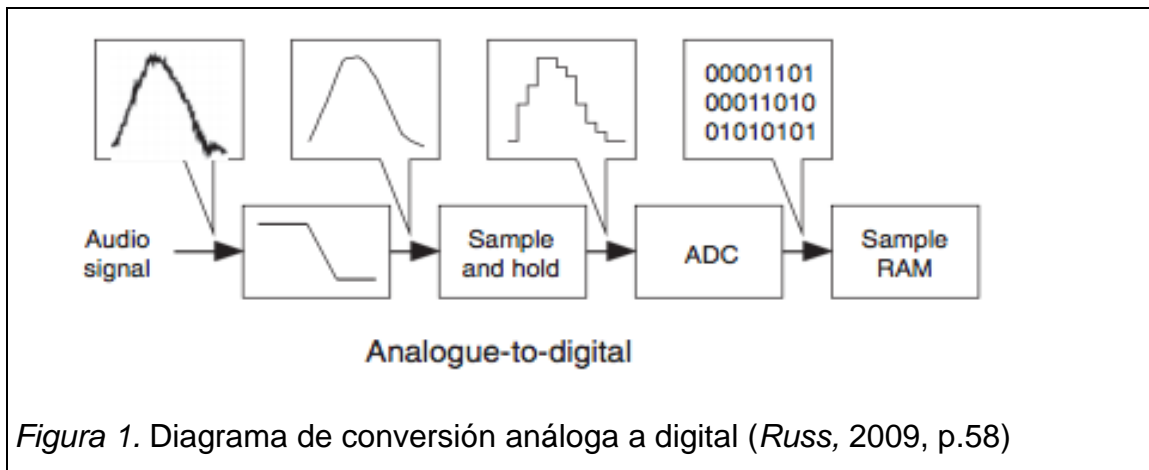 00001101
00011010
01010101
Audio
signal
Sample
and hold
ADC
Sample
RAM
Analogue-to-digital
Figura 1. Diagrama de conversión análoga a digital (Russ, 2009, p.58)